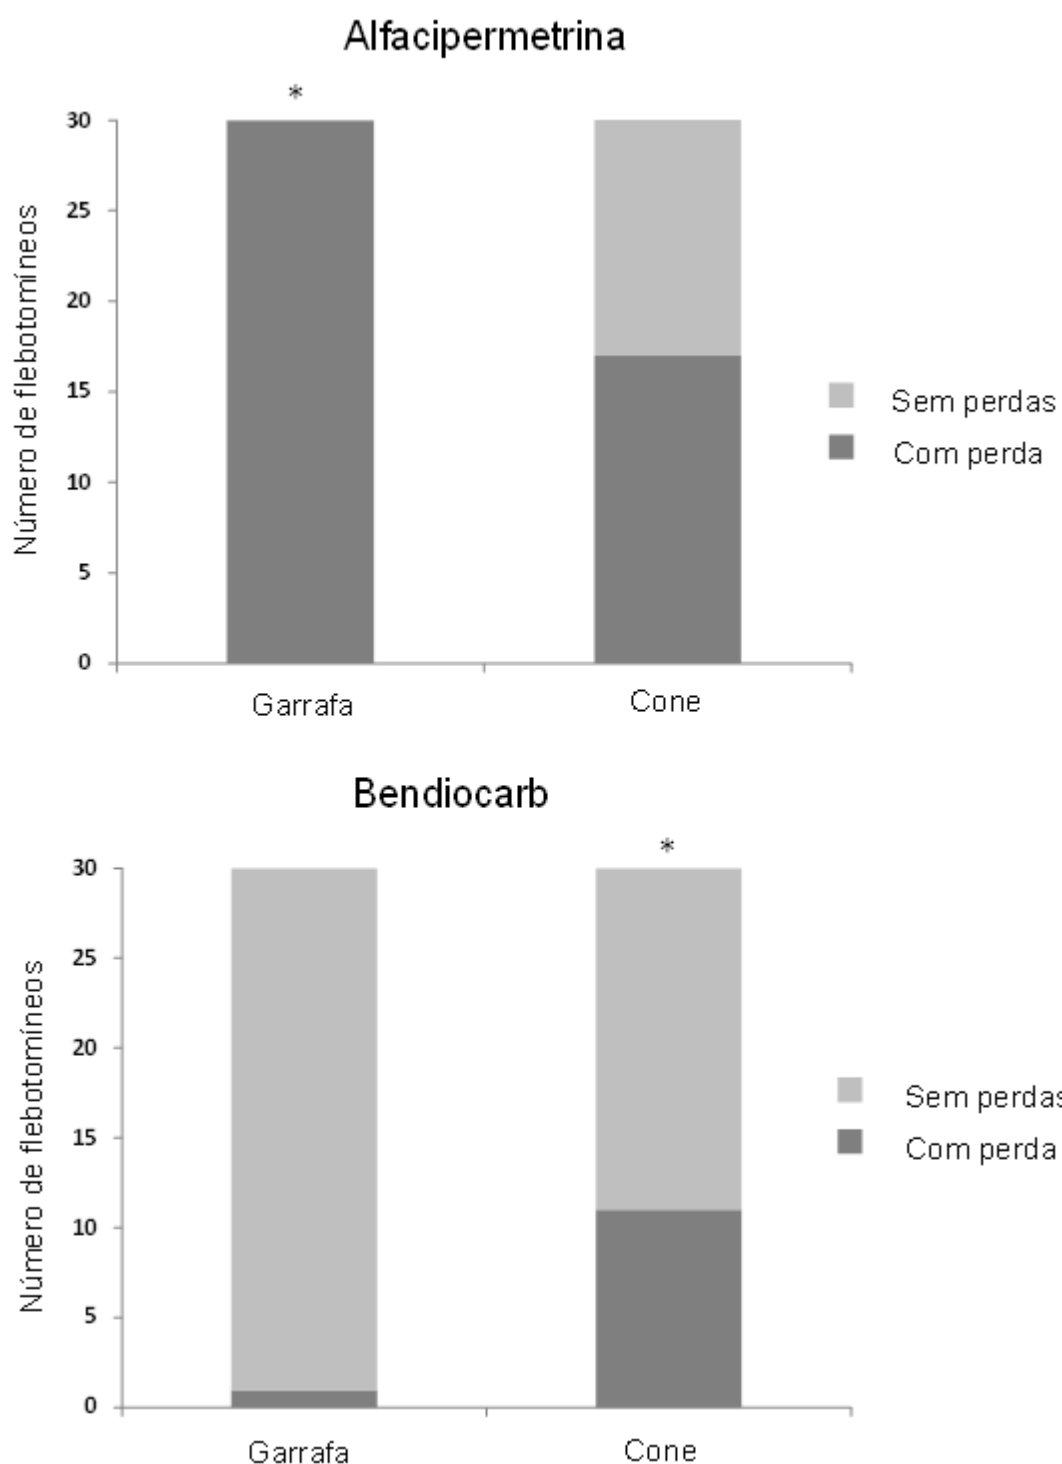 Alfacipermetrina
*
30
25
20
15
10
5
0
Número de flebotomíneos
Sem perdas
Com perda
Garrafa
Cone
Bendiocarb
*
30
25
20
15
10
5
0
Número de flebotomíneos
Sem perdas
Com perda
Garrafa
Cone